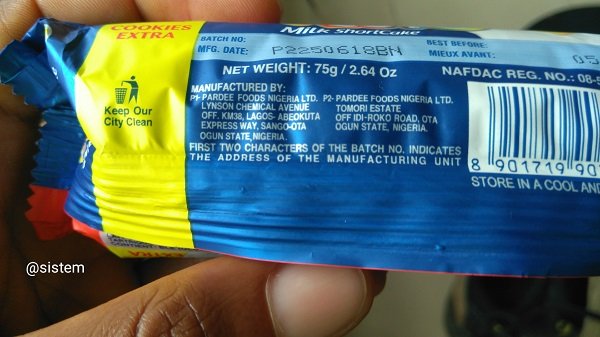 COOKIES
EXTRA
Milk Shortcake
BATCH NO:
MFG. DATE: P2250618BN
BEST BEFORE:
MIEUX AVANT: 05
NET WEIGHT: 75g / 2.64 Oz
NAFDAC REG. NO.: 08-
Keep Our
City Clean
MANUFACTURED BY:
P1- PARDEE FOODS NIGERIA LTD.
LYNSON CHEMICAL AVENUE
OFF. KM38, LAGOS- ABEOKUTA
EXPRESS WAY, SANGO-OTA
OGUN STATE, NIGERIA.
P2- PARDEE FOODS NIGERIA LTD.
TOMORI ESTATE
OFF IDI-ROKO ROAD, OTA
OGUN STATE, NIGERIA.
FIRST TWO CHARACTERS OF THE BATCH NO. INDICATES
THE ADDRESS OF THE MANUFACTURING UNIT
8 901719 90
STORE IN A COOL AND
@sistem